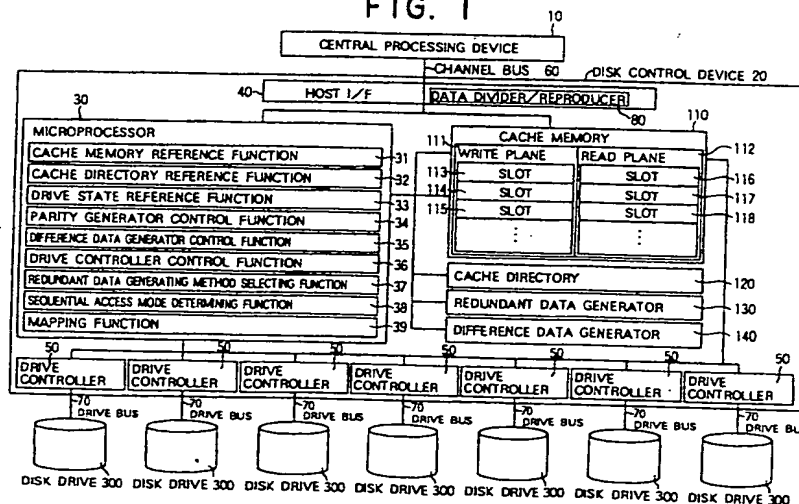 FIG. 1
10
CENTRAL PROCESSING DEVICE
CHANNEL BUS 60
DISK CONTROL DEVICE 20
40
HOST I/F
DATA DIVIDER/REPRODUCER
80
30
MICROPROCESSOR
CACHE MEMORY REFERENCE FUNCTION
31
CACHE DIRECTORY REFERENCE FUNCTION
32
DRIVE STATE REFERENCE FUNCTION
33
PARITY GENERATOR CONTROL FUNCTION
34
DIFFERENCE DATA GENERATOR CONTROL FUNCTION
35
DRIVE CONTROLLER CONTROL FUNCTION
36
REDUNDANT DATA GENERATING METHOD SELECTING FUNCTION
37
SEQUENTIAL ACCESS MODE DETERMINING FUNCTION
38
MAPPING FUNCTION
39
110
CACHE MEMORY
111
112
WRITE PLANE
READ PLANE
113
SLOT
SLOT
116
114
SLOT
SLOT
117
115
SLOT
SLOT
118
CACHE DIRECTORY
120
REDUNDANT DATA GENERATOR
130
DIFFERENCE DATA GENERATOR
140
50
50
50
50
50
50
50
DRIVE CONTROLLER
DRIVE CONTROLLER
DRIVE CONTROLLER
DRIVE CONTROLLER
DRIVE CONTROLLER
DRIVE CONTROLLER
DRIVE CONTROLLER
70
DRIVE BUS
70
DRIVE BUS
70
DRIVE BUS
70
DRIVE BUS
70
DRIVE BUS
70
DRIVE BUS
70
DRIVE BUS
DISK DRIVE 300
DISK DRIVE 300
DISK DRIVE 300
DISK DRIVE 300
DISK DRIVE 300
DISK DRIVE 300
DISK DRIVE 300